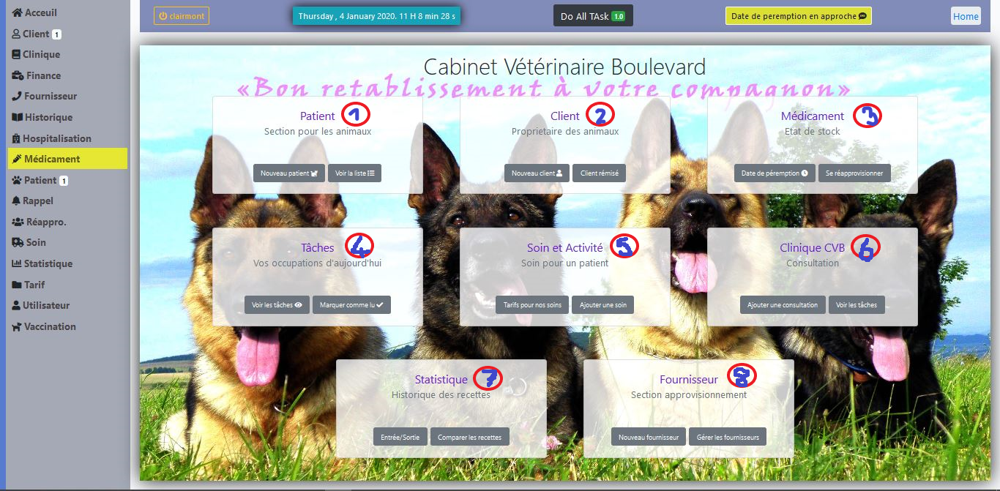 Acceuil
Client 1
Clinique
Finance
Fournisseur
Historique
Hospitalisation
Médicament
Patient 1
Rappel
Réappro.
Soin
Statistique
Tarif
Utilisateur
Vaccination
clairmont
Thursday , 4 January 2020. 11 H 8 min 28 s
Do All TAsk 1.0
Date de peremption en approche
Home
Cabinet Vétérinaire Boulevard
«Bon retablissement à votre compagnon»
Patient 1
Section pour les animaux
Nouveau patient
Voir la liste
Client 2
Proprietaire des animaux
Nouveau client
Client rémisé
Médicament 3
Etat de stock
Date de péremption
Se réapprovisionner
Tâches 4
Vos occupations d'aujourd'hui
Voir les tâches
Marquer comme lu
Soin et Activité 5
Soin pour un patient
Tarifs pour nos soins
Ajouter une soin
Clinique CVB 6
Consultation
Ajouter une consultation
Voir les tâches
Statistique 7
Historique des recettes
Entrée/Sortie
Comparer les recettes
Fournisseur 8
Section approvisionnement
Nouveau fournisseur
Gérer les fournisseurs